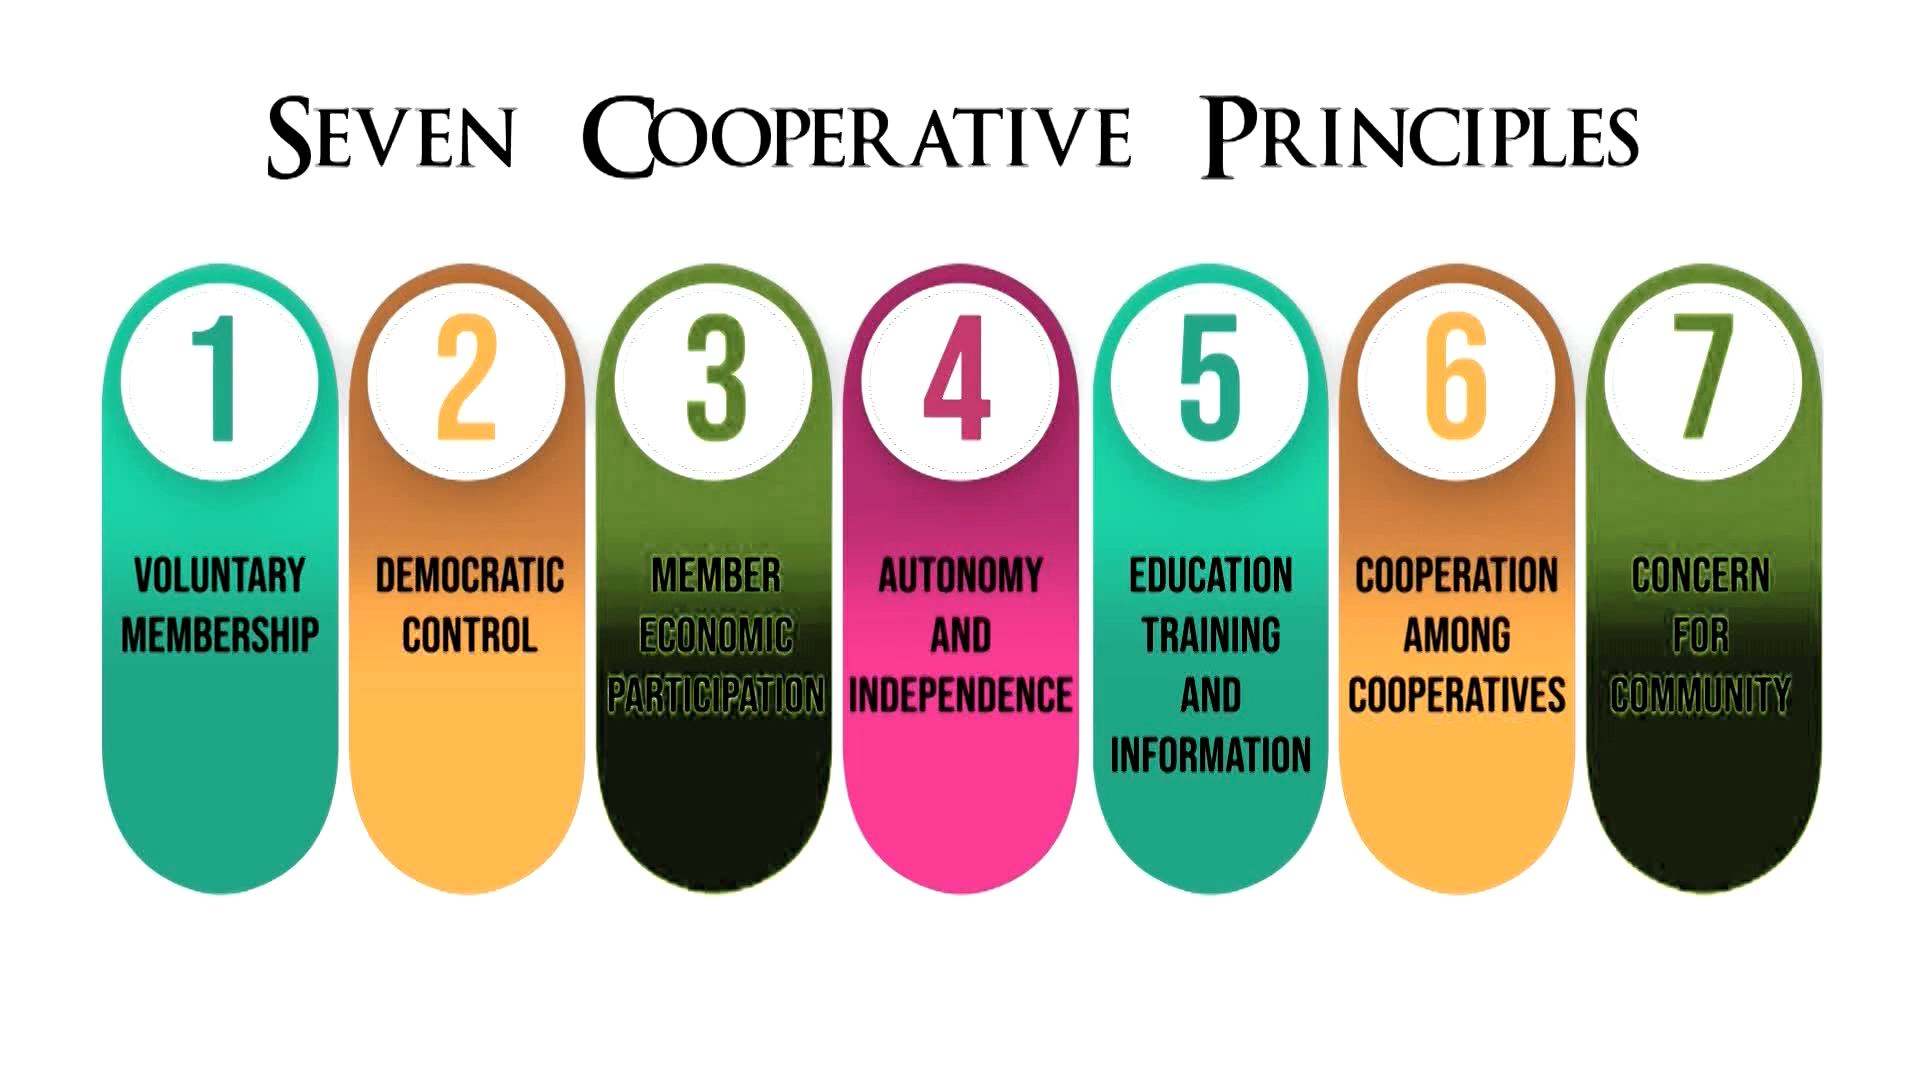 SEVEN COOPERATIVE PRINCIPLES
1
VOLUNTARY
MEMBERSHIP
2
DEMOCRATIC
CONTROL
3
MEMBER
ECONOMIC
PARTICIPATION
4
AUTONOMY
AND
INDEPENDENCE
5
EDUCATION
TRAINING
AND
INFORMATION
6
COOPERATION
AMONG
COOPERATIVES
7
CONCERN
FOR
COMMUNITY